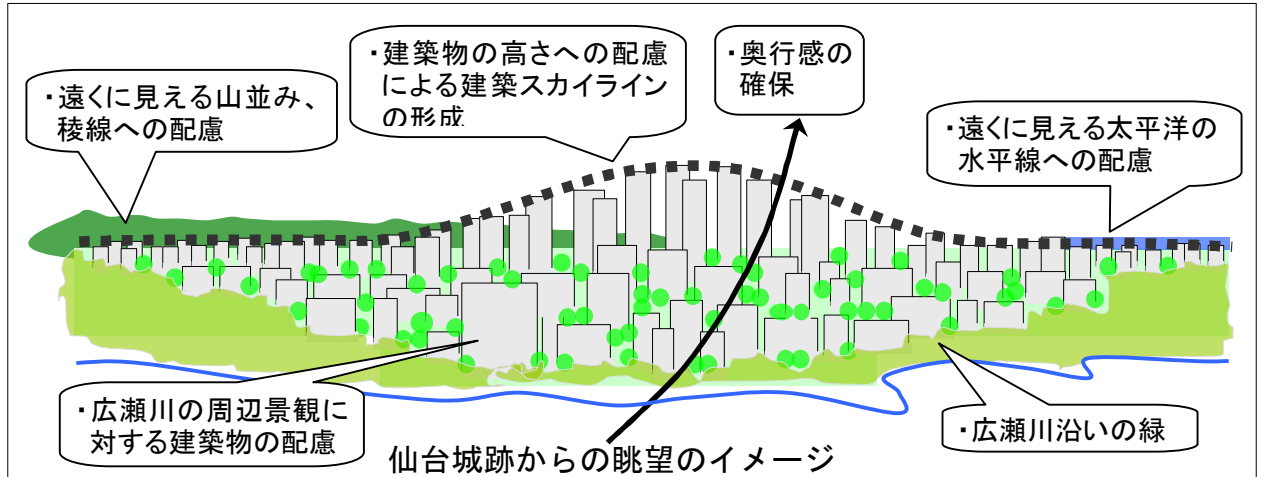 ・建築物の高さへの配慮
による建築スカイライン
の形成
・奥行感の
確保
・遠くに見える山並み、
稜線への配慮
・遠くに見える太平洋の
水平線への配慮
・広瀬川の周辺景観に
対する建築物の配慮
・広瀬川沿いの緑
仙台城跡からの眺望のイメージ